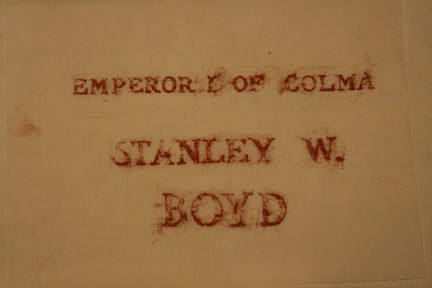 EMPEROR I OF COLMA
STANLEY W.
BOYD